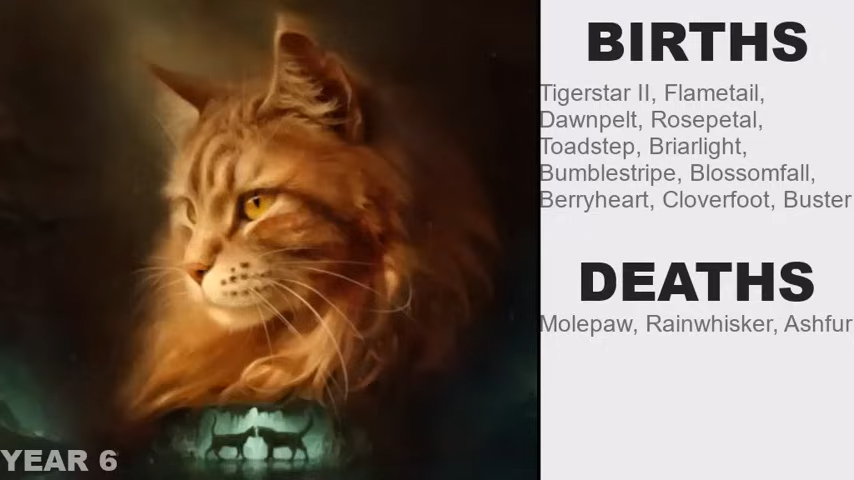 BIRTHS
Tigerstar II, Flametail,
Dawnpelt, Rosepetal,
Toadstep, Briarlight,
Bumblestripe, Blossomfall,
Berryheart, Cloverfoot, Buster
DEATHS
Molepaw, Rainwhisker, Ashfur
YEAR 6